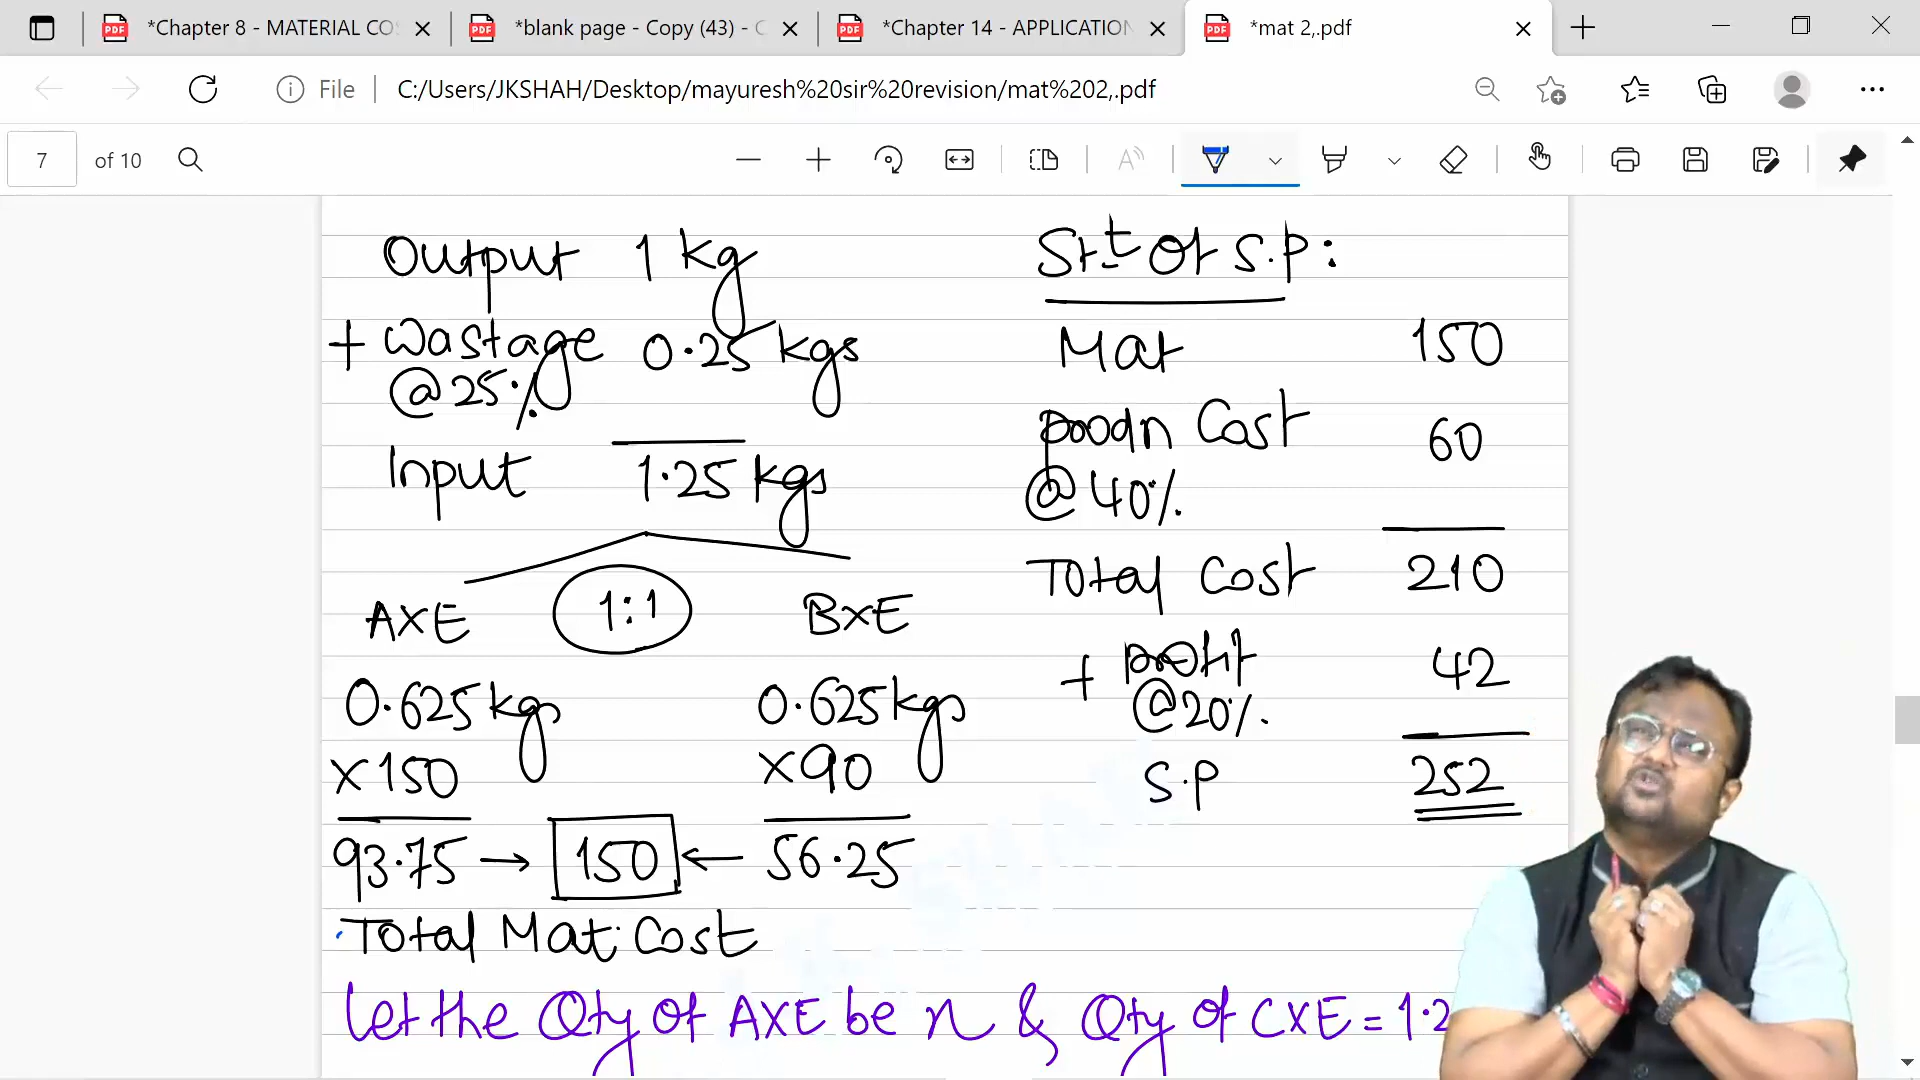 *Chapter 8 - MATERIAL CO
*blank page - Copy (43) - C
*Chapter 14 - APPLICATION
*mat 2,.pdf
File
C:/Users/JKSHAH/Desktop/mayuresh%20sir%20revision/mat%202,.pdf
7 of 10
Output 1 kg
+ Wastage 0.25 kgs
@ 25%
Input 1.25 kgs
AXE 1:1 BXE
0.625 kgs 0.625 kgs
×150 ×90
93.75 → 150 ← 56.25
Total Mat. Cost
St.t Of S.P:
Mat 150
prodn Cost 60
@ 40%
Total Cost 210
+ profit 42
@ 20%.
S.P 252
Let the Qty of AXE be n & Qty of CXE = 1.2